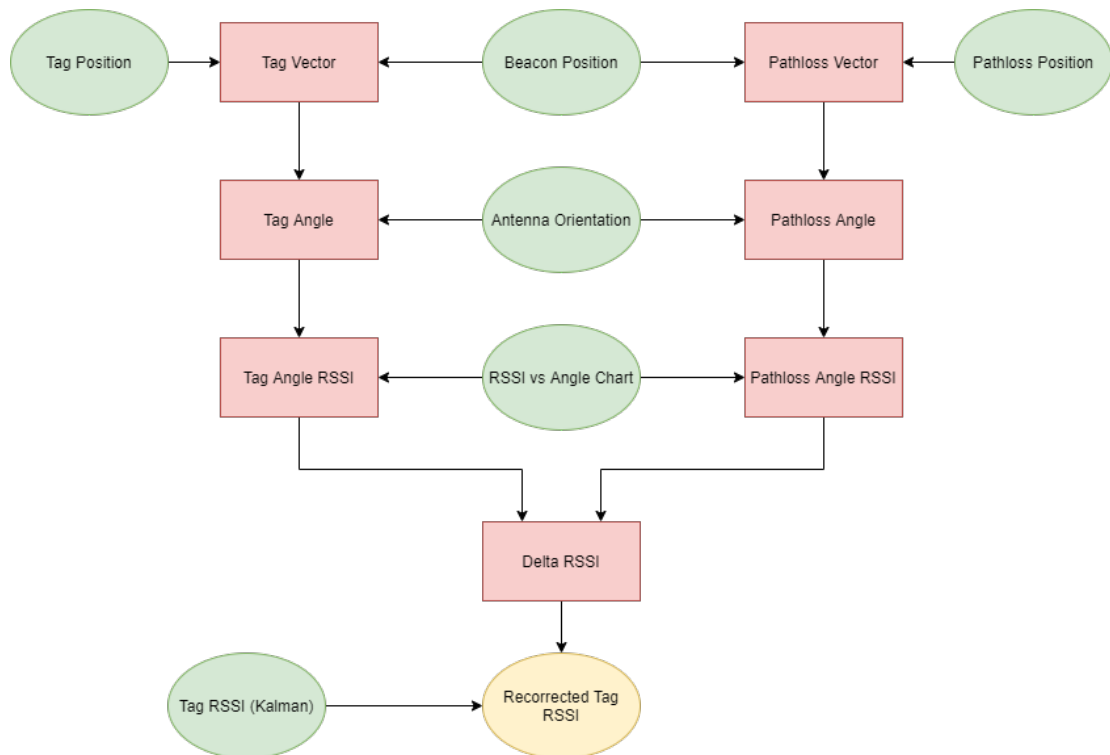 Tag Position
Tag Vector
Beacon Position
Pathloss Vector
Pathloss Position
Tag Angle
Antenna Orientation
Pathloss Angle
Tag Angle RSSI
RSSI vs Angle Chart
Pathloss Angle RSSI
Delta RSSI
Tag RSSI (Kalman)
Recorrected Tag
RSSI